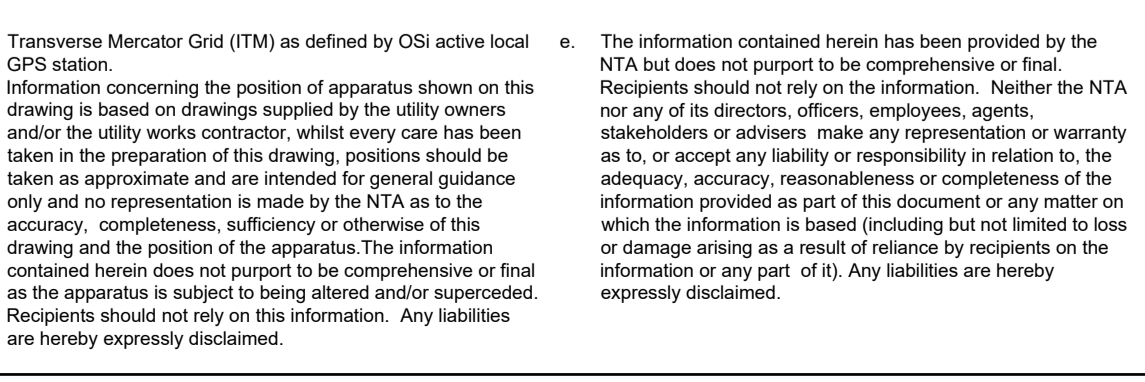 Transverse Mercator Grid (ITM) as defined by OSi active local
GPS station.
Information concerning the position of apparatus shown on this
drawing is based on drawings supplied by the utility owners
and/or the utility works contractor, whilst every care has been
taken in the preparation of this drawing, positions should be
taken as approximate and are intended for general guidance
only and no representation is made by the NTA as to the
accuracy,  completeness, sufficiency or otherwise of this
drawing and the position of the apparatus.The information
contained herein does not purport to be comprehensive or final
as the apparatus is subject to being altered and/or superceded.
Recipients should not rely on this information.  Any liabilities
are hereby expressly disclaimed.
e. The information contained herein has been provided by the
NTA but does not purport to be comprehensive or final.
Recipients should not rely on the information.  Neither the NTA
nor any of its directors, officers, employees, agents,
stakeholders or advisers  make any representation or warranty
as to, or accept any liability or responsibility in relation to, the
adequacy, accuracy, reasonableness or completeness of the
information provided as part of this document or any matter on
which the information is based (including but not limited to loss
or damage arising as a result of reliance by recipients on the
information or any part  of it). Any liabilities are hereby
expressly disclaimed.